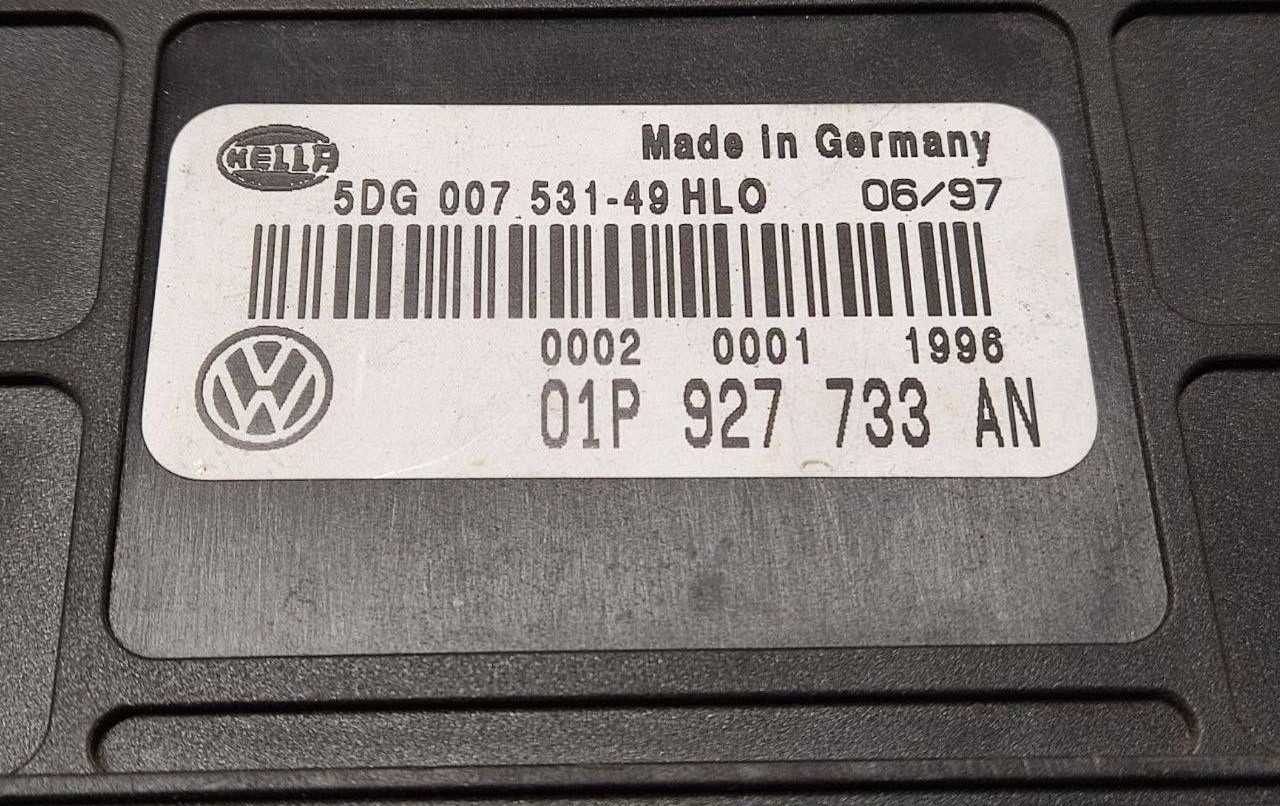 HELLA
Made in Germany
5DG 007 531-49 HLO 06/97
0002 0001 1996
01P 927 733 AN